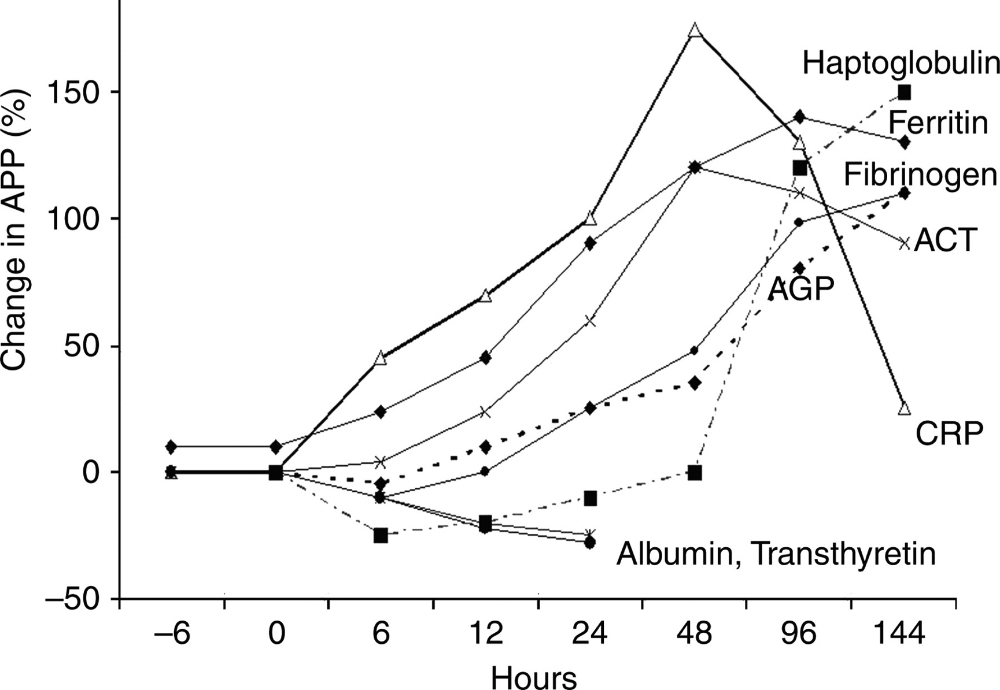 Change in APP (%)
150
100
50
0
–50
Haptoglobulin
Ferritin
Fibrinogen
ACT
AGP
CRP
Albumin, Transthyretin
–6 0 6 12 24 48 96 144
Hours